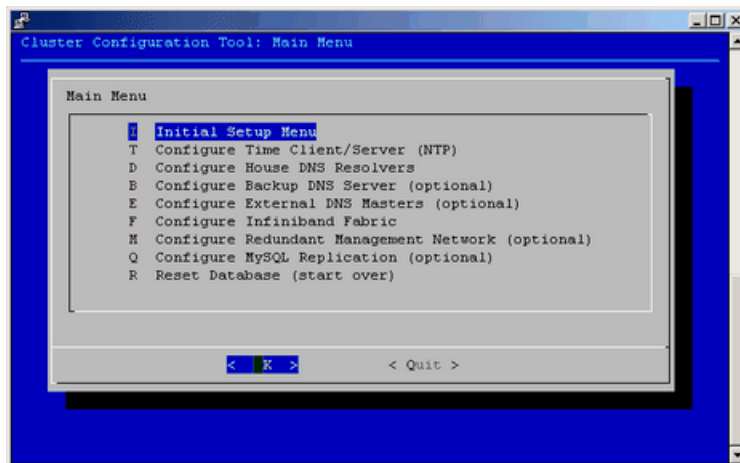 Cluster Configuration Tool: Main Menu
Main Menu
I Initial Setup Menu
T Configure Time Client/Server (NTP)
D Configure House DNS Resolvers
B Configure Backup DNS Server (optional)
E Configure External DNS Masters (optional)
F Configure Infiniband Fabric
M Configure Redundant Management Network (optional)
Q Configure MySQL Replication (optional)
R Reset Database (start over)
< K > < Quit >